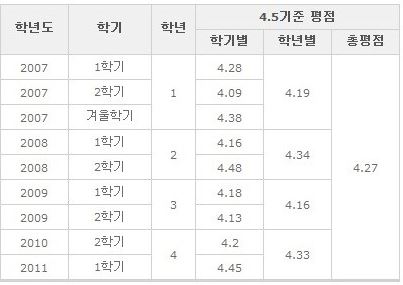 학년도 학기 학년 4.5기준 평점
학기별 학년별 총평점
2007 1학기 1 4.28 4.19 4.27
2007 2학기 4.09
2007 겨울학기 4.38
2008 1학기 2 4.16 4.34
2008 2학기 4.48
2009 1학기 3 4.18 4.16
2009 2학기 4.13
2010 2학기 4 4.2 4.33
2011 1학기 4.45